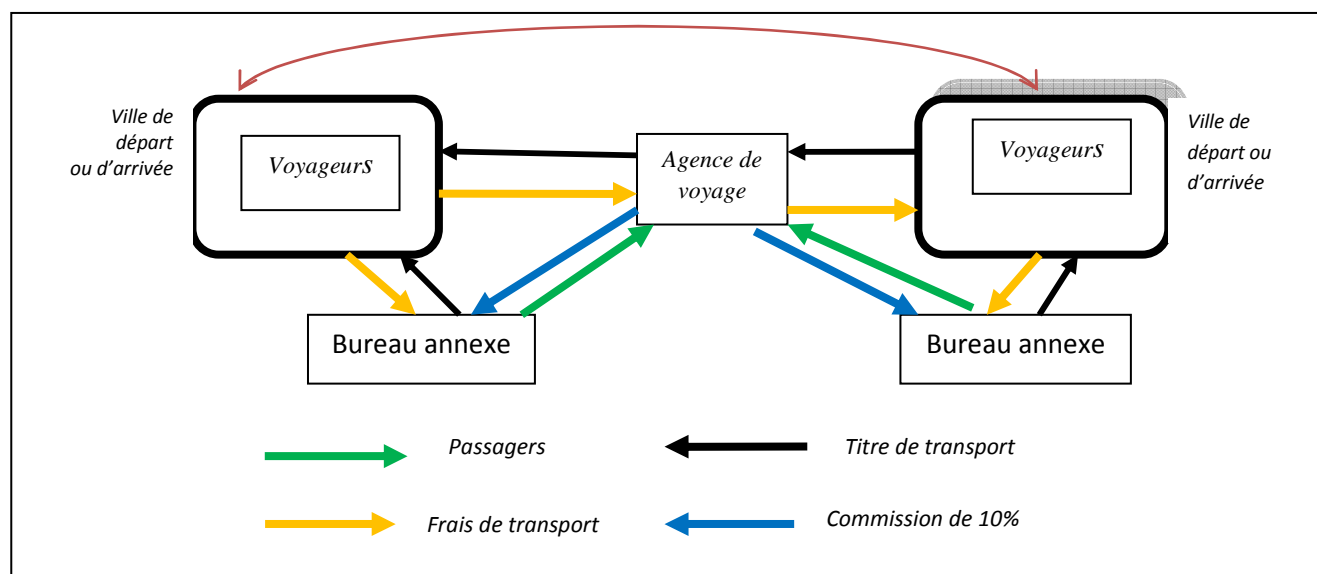 Ville de
départ
ou d'arrivée
Voyageurs
Agence de
voyage
Voyageurs
Ville de
départ ou
d'arrivée
Bureau annexe
Bureau annexe
Passagers
Titre de transport
Frais de transport
Commission de 10%